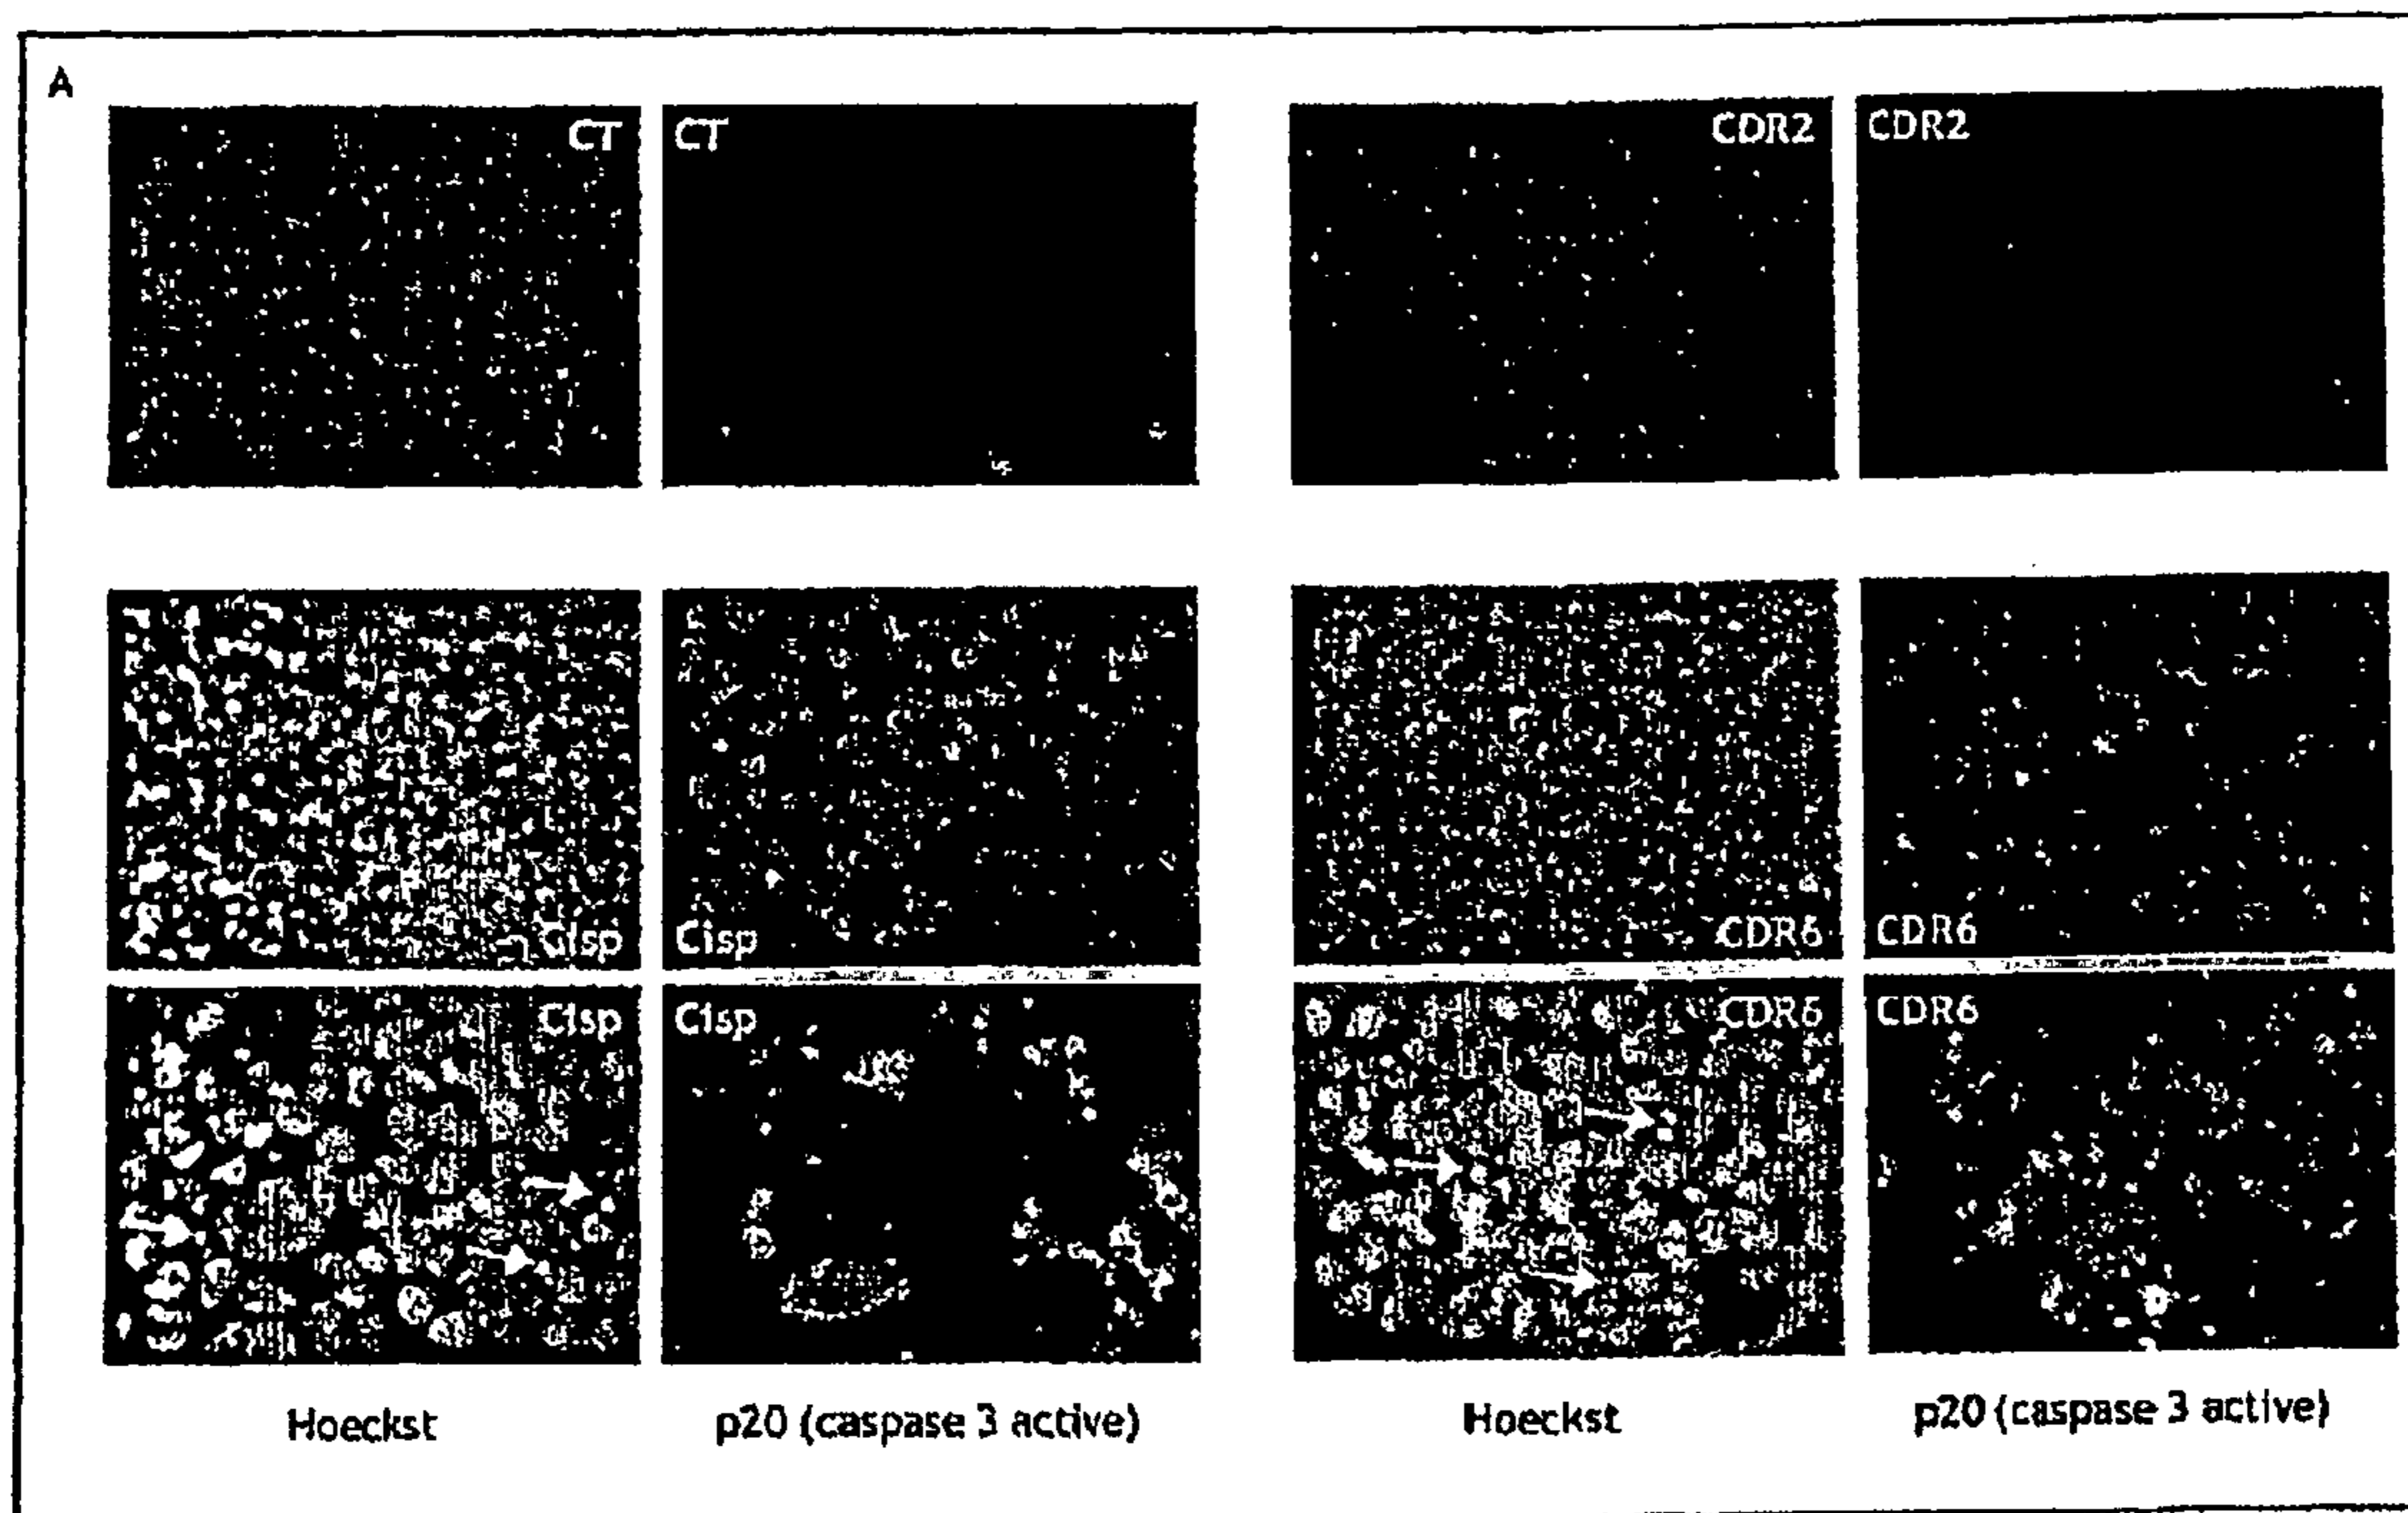 A
CT CT CDR2 CDR2
Cisp Cisp CDR6 CDR6
Cisp Cisp CDR6 CDR6
Hoeckst p20 (caspase 3 active) Hoeckst p20 (caspase 3 active)